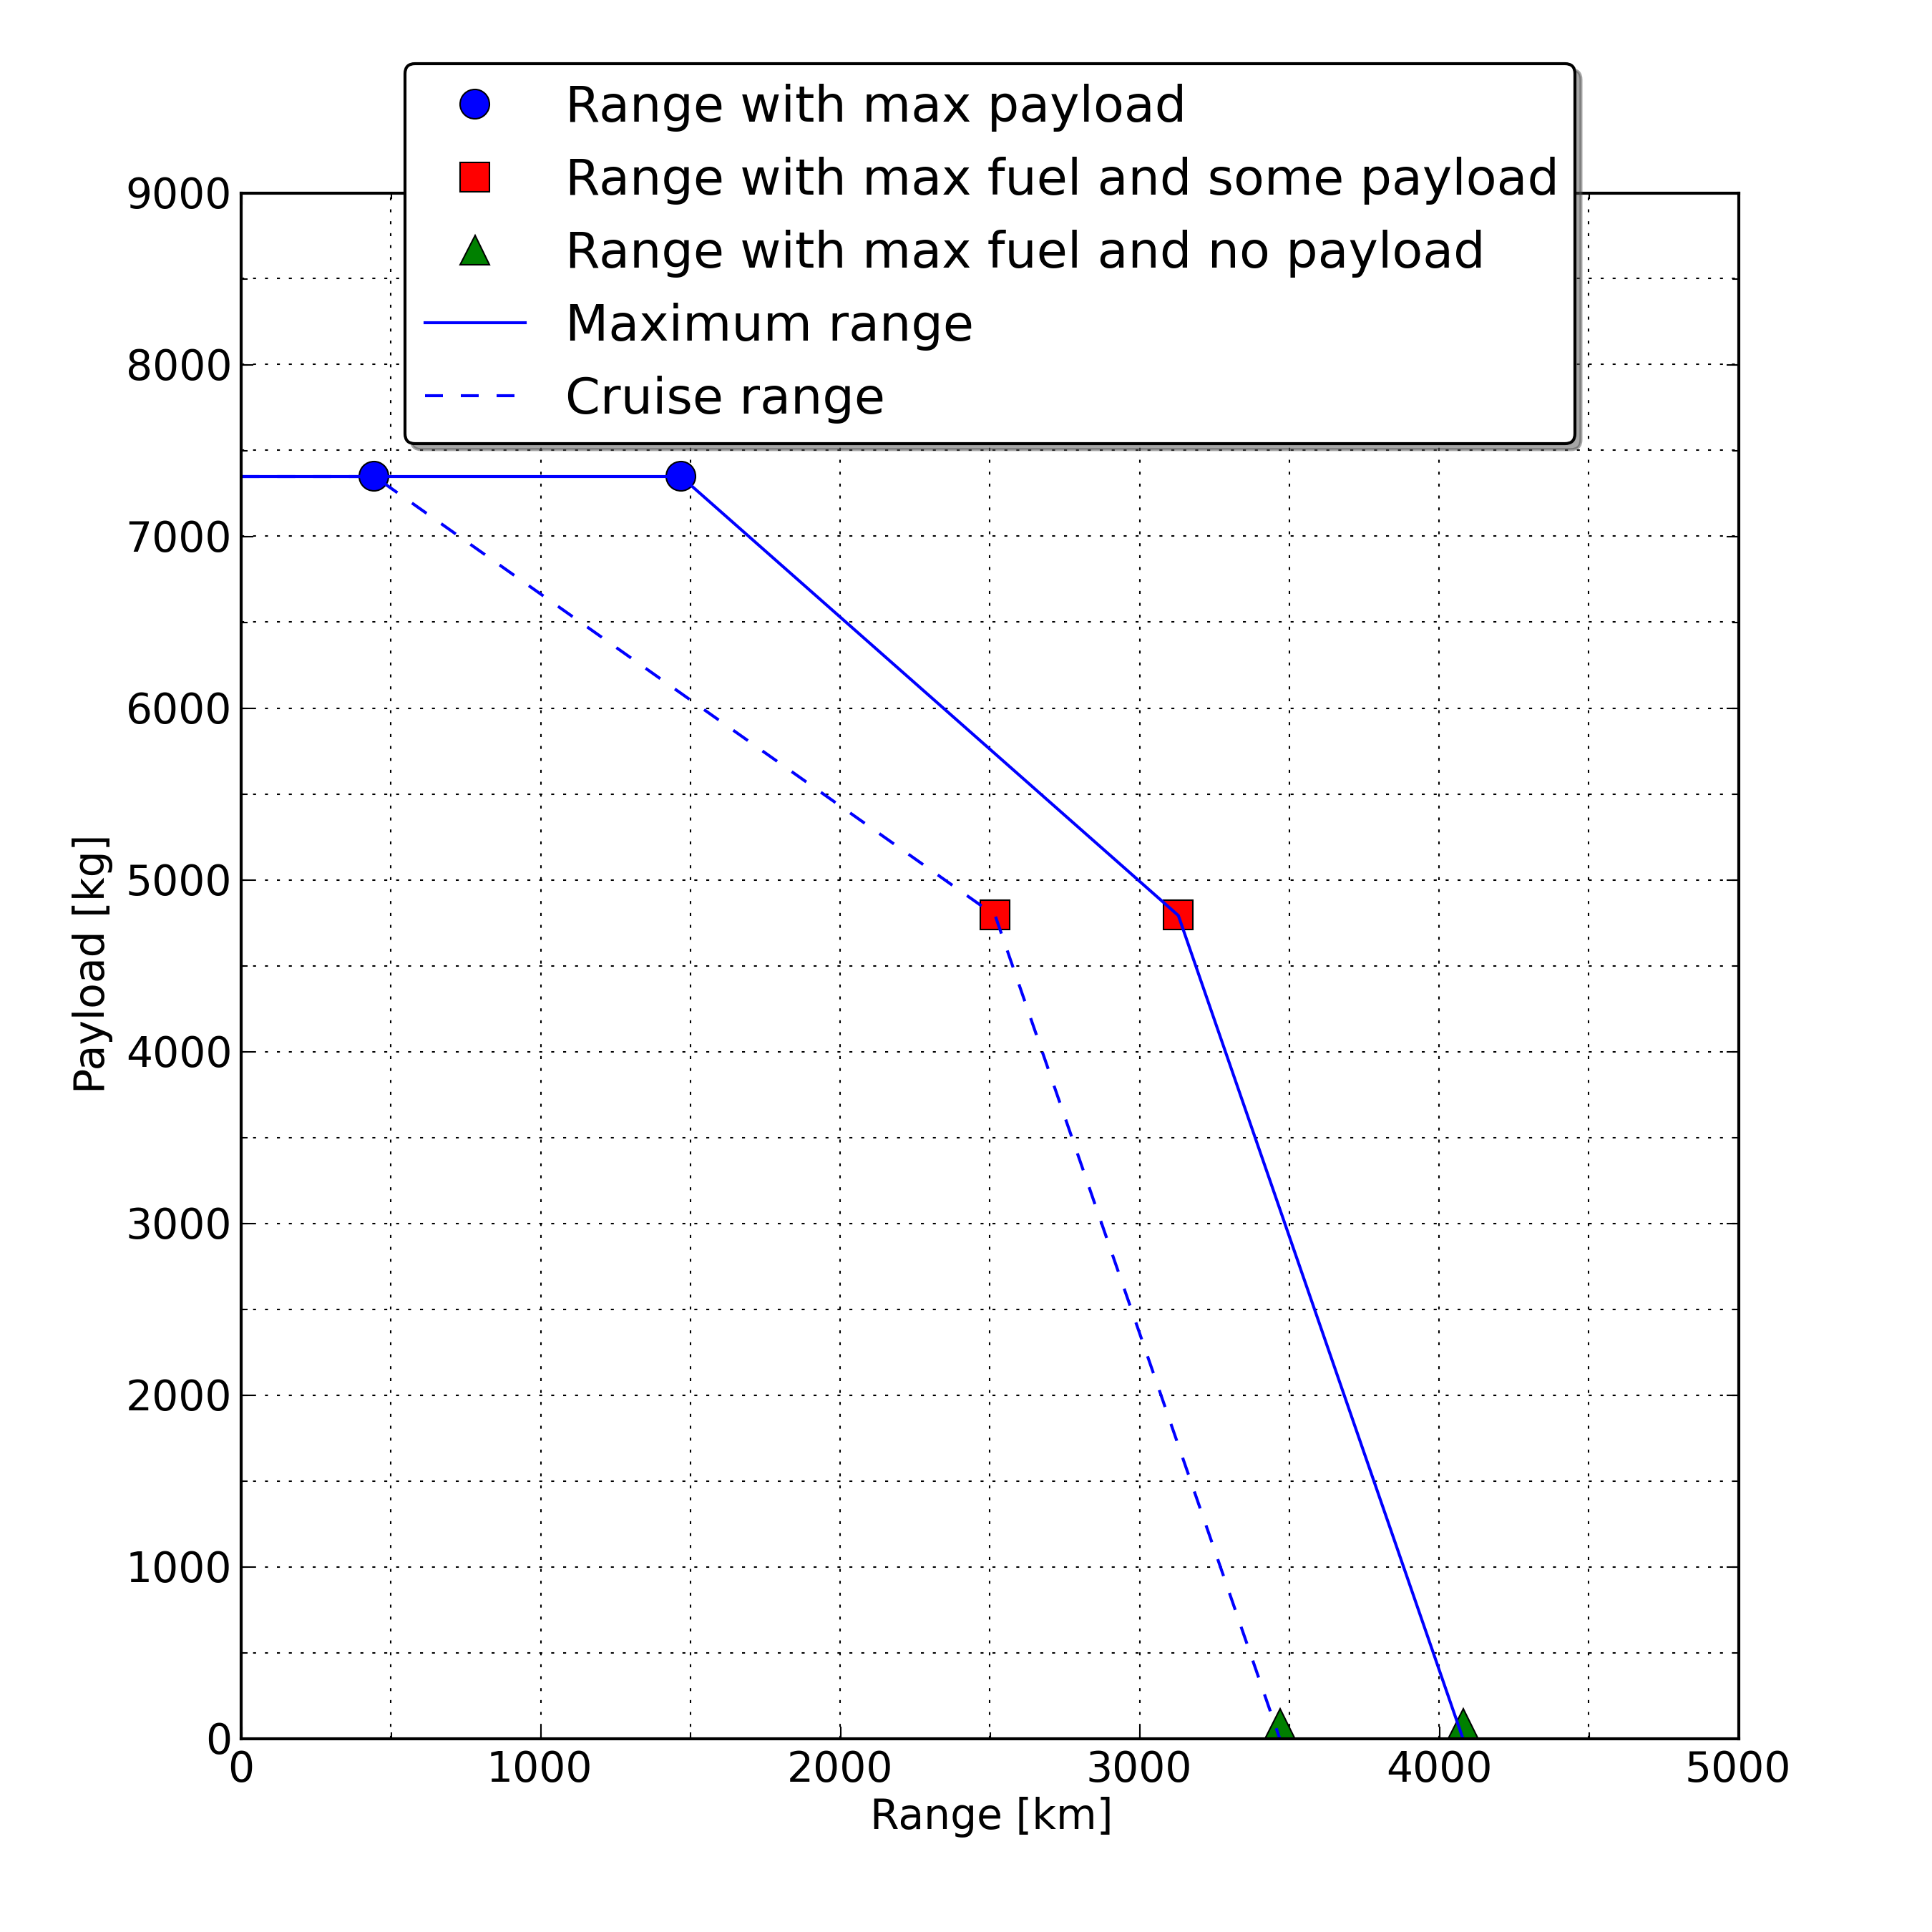 Range with max payload
Range with max fuel and some payload
Range with max fuel and no payload
Maximum range
Cruise range
9000
8000
7000
6000
5000
4000
3000
2000
1000
0
Payload [kg]
0 1000 2000 3000 4000 5000
Range [km]